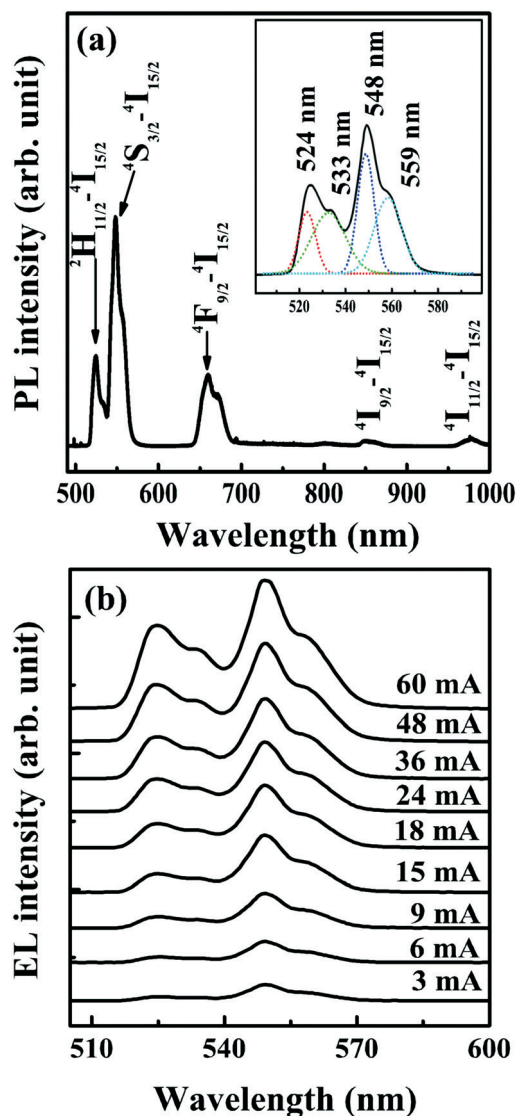 (a)
PL intensity (arb. unit)
²H₁₁/₂-⁴I₁₅/₂
⁴S₃/₂-⁴I₁₅/₂
⁴F₉/₂-⁴I₁₅/₂
⁴I₉/₂-⁴I₁₅/₂
⁴I₁₁/₂-⁴I₁₅/₂
524 nm
533 nm
548 nm
559 nm
520 540 560 580
500 600 700 800 900 1000
Wavelength (nm)
(b)
EL intensity (arb. unit)
60 mA
48 mA
36 mA
24 mA
18 mA
15 mA
9 mA
6 mA
3 mA
510 540 570 600
Wavelength (nm)